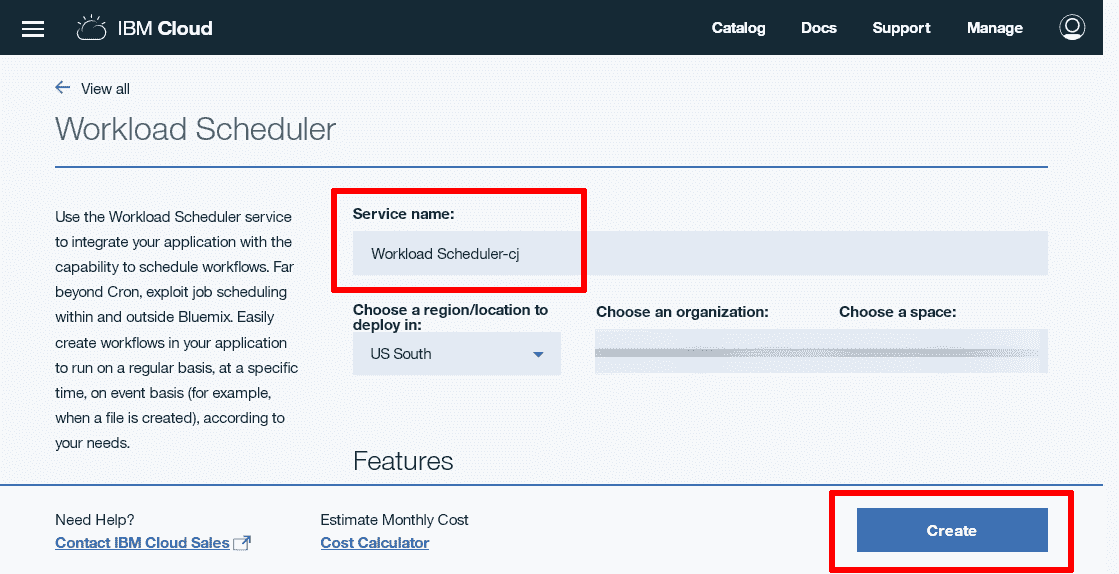 IBM Cloud Catalog Docs Support Manage
View all
Workload Scheduler
Use the Workload Scheduler service
to integrate your application with the
capability to schedule workflows. Far
beyond Cron, exploit job scheduling
within and outside Bluemix. Easily
create workflows in your application
to run on a regular basis, at a specific
time, on event basis (for example,
when a file is created), according to
your needs.
Service name:
Workload Scheduler-cj
Choose a region/location to
deploy in:
US South
Choose an organization:
Choose a space:
Features
Need Help?
Contact IBM Cloud Sales
Estimate Monthly Cost
Cost Calculator
Create